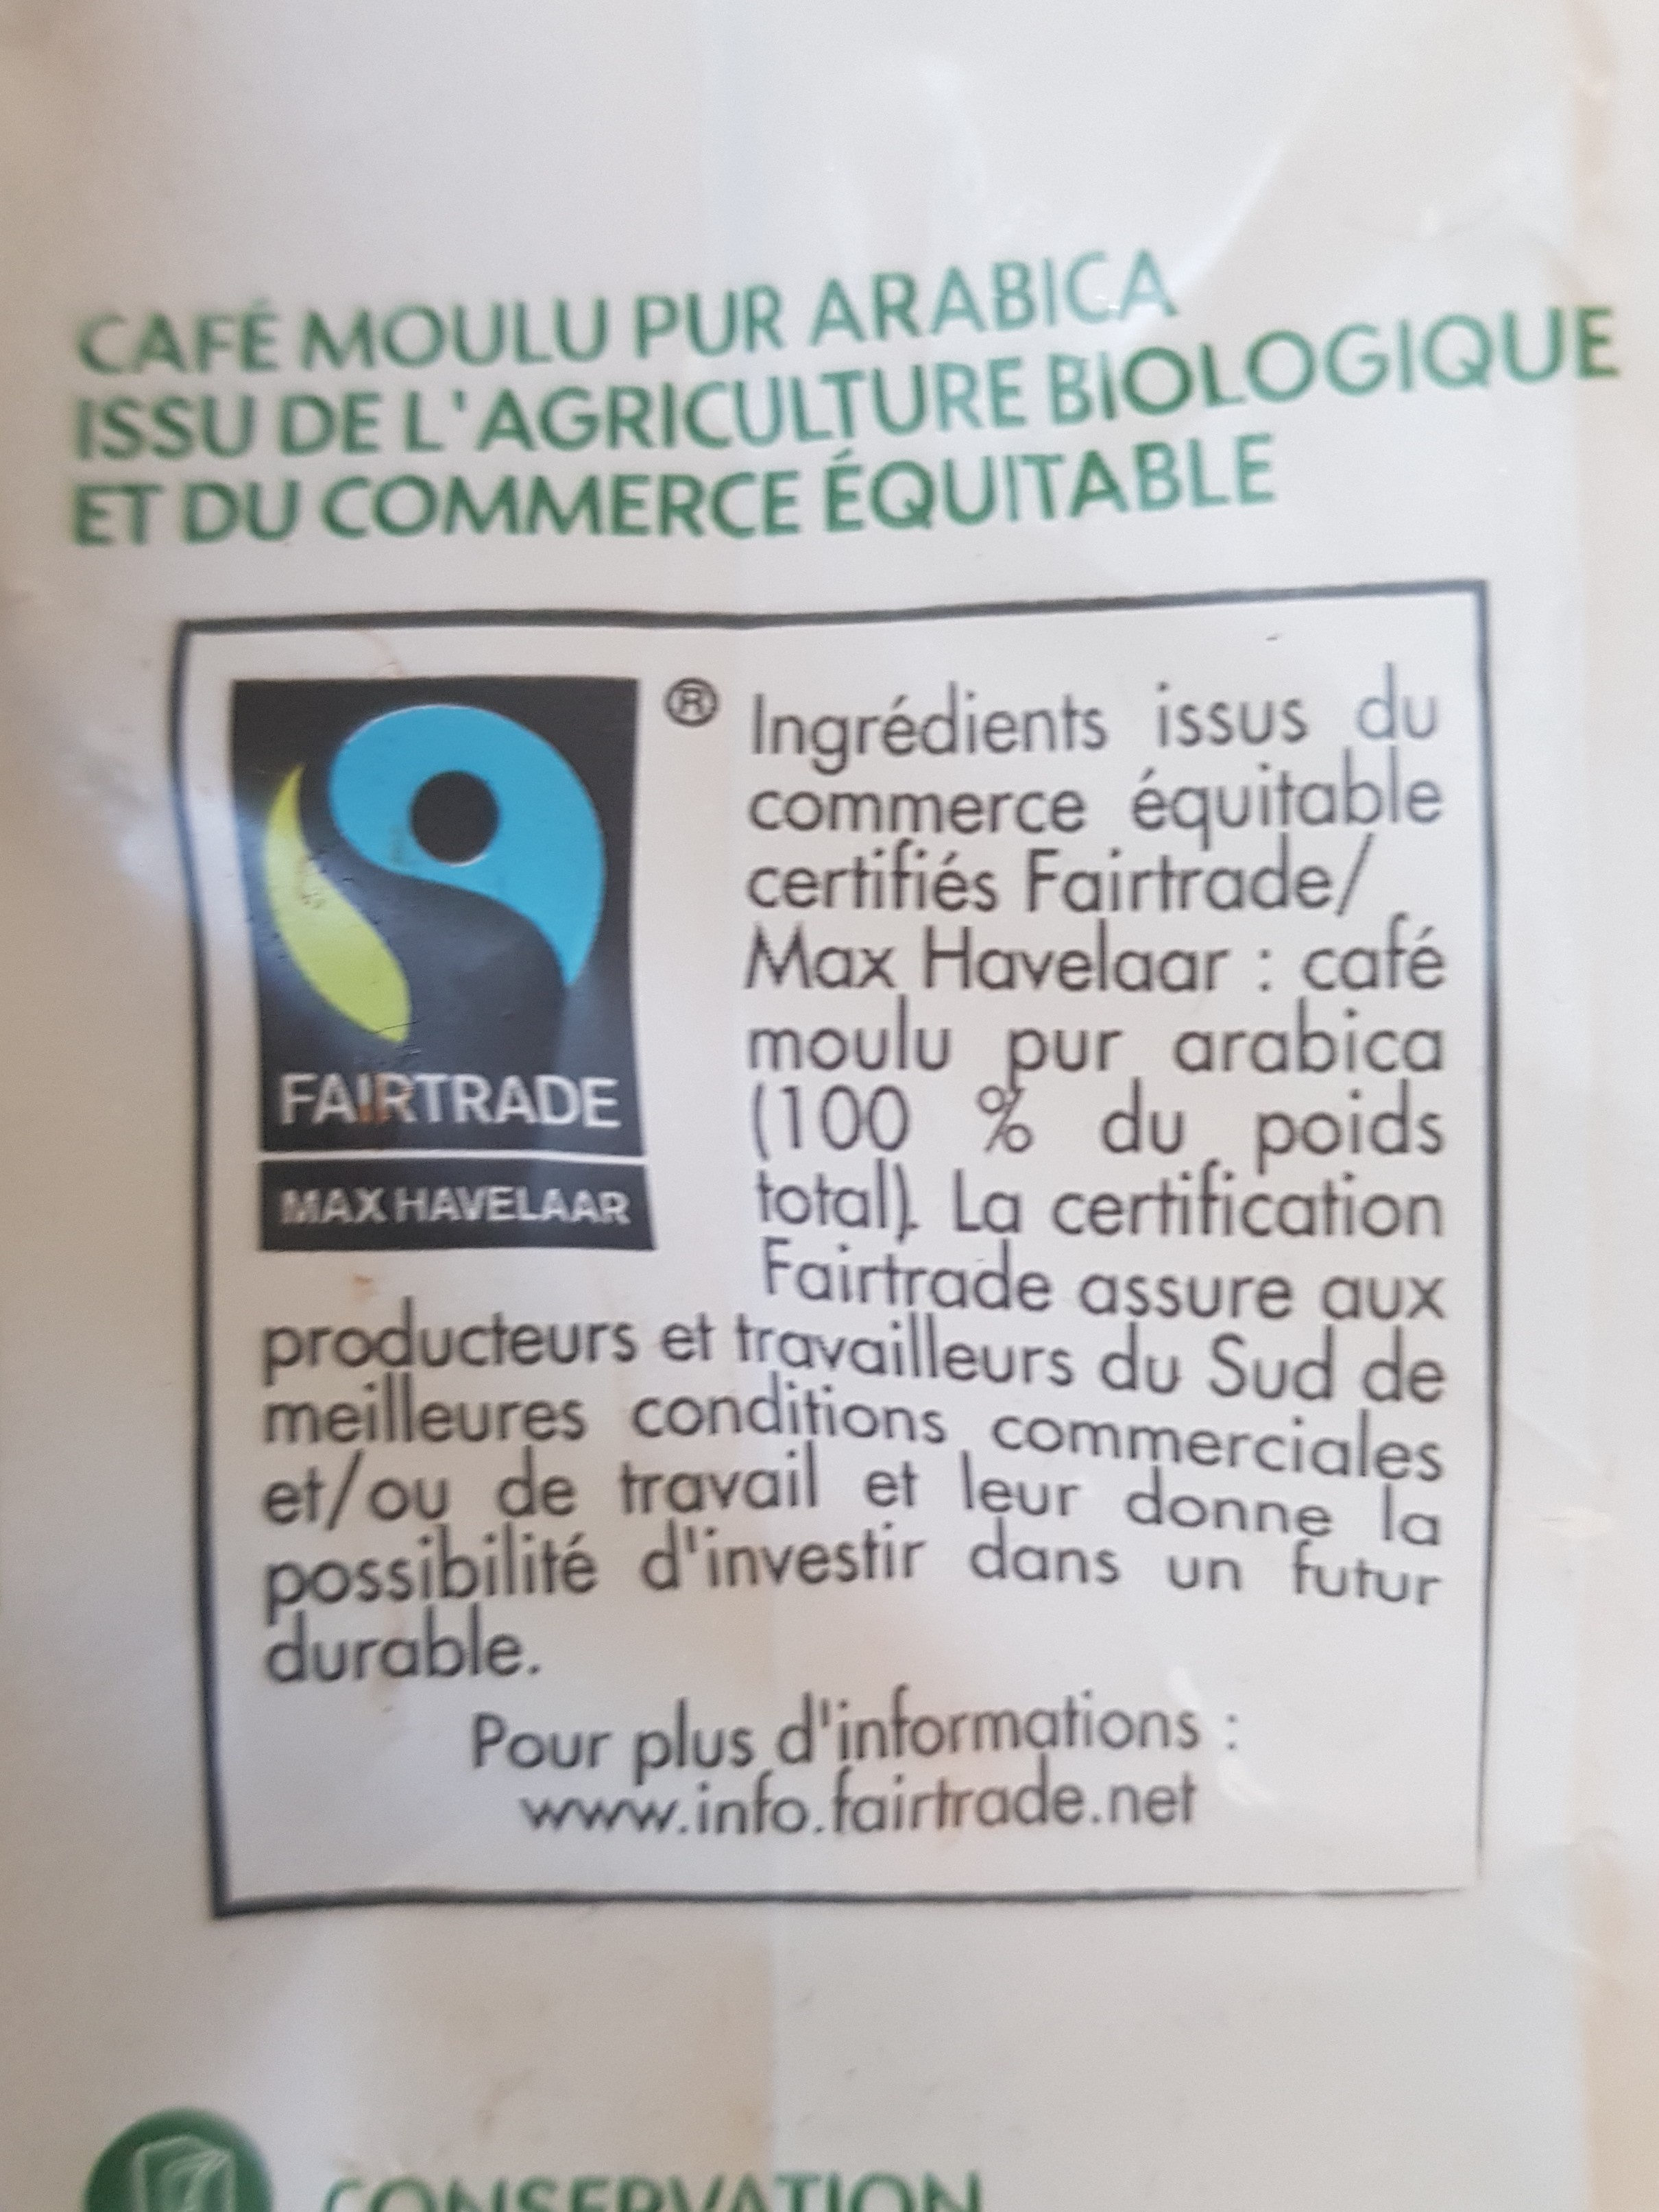 CAFÉ MOULU PUR ARABICA
ISSU DE L'AGRICULTURE BIOLOGIQUE
ET DU COMMERCE ÉQUITABLE
FAIRTRADE
MAX HAVELAAR
®
Ingrédients issus du
commerce équitable
certifiés Fairtrade/
Max Havelaar : café
moulu pur arabica
(100 % du poids
total). La certification
Fairtrade assure aux
producteurs et travailleurs du Sud de
meilleures conditions commerciales
et/ou de travail et leur donne la
possibilité d'investir dans un futur
durable.
Pour plus d'informations :
www.info.fairtrade.net
CONSERVATION